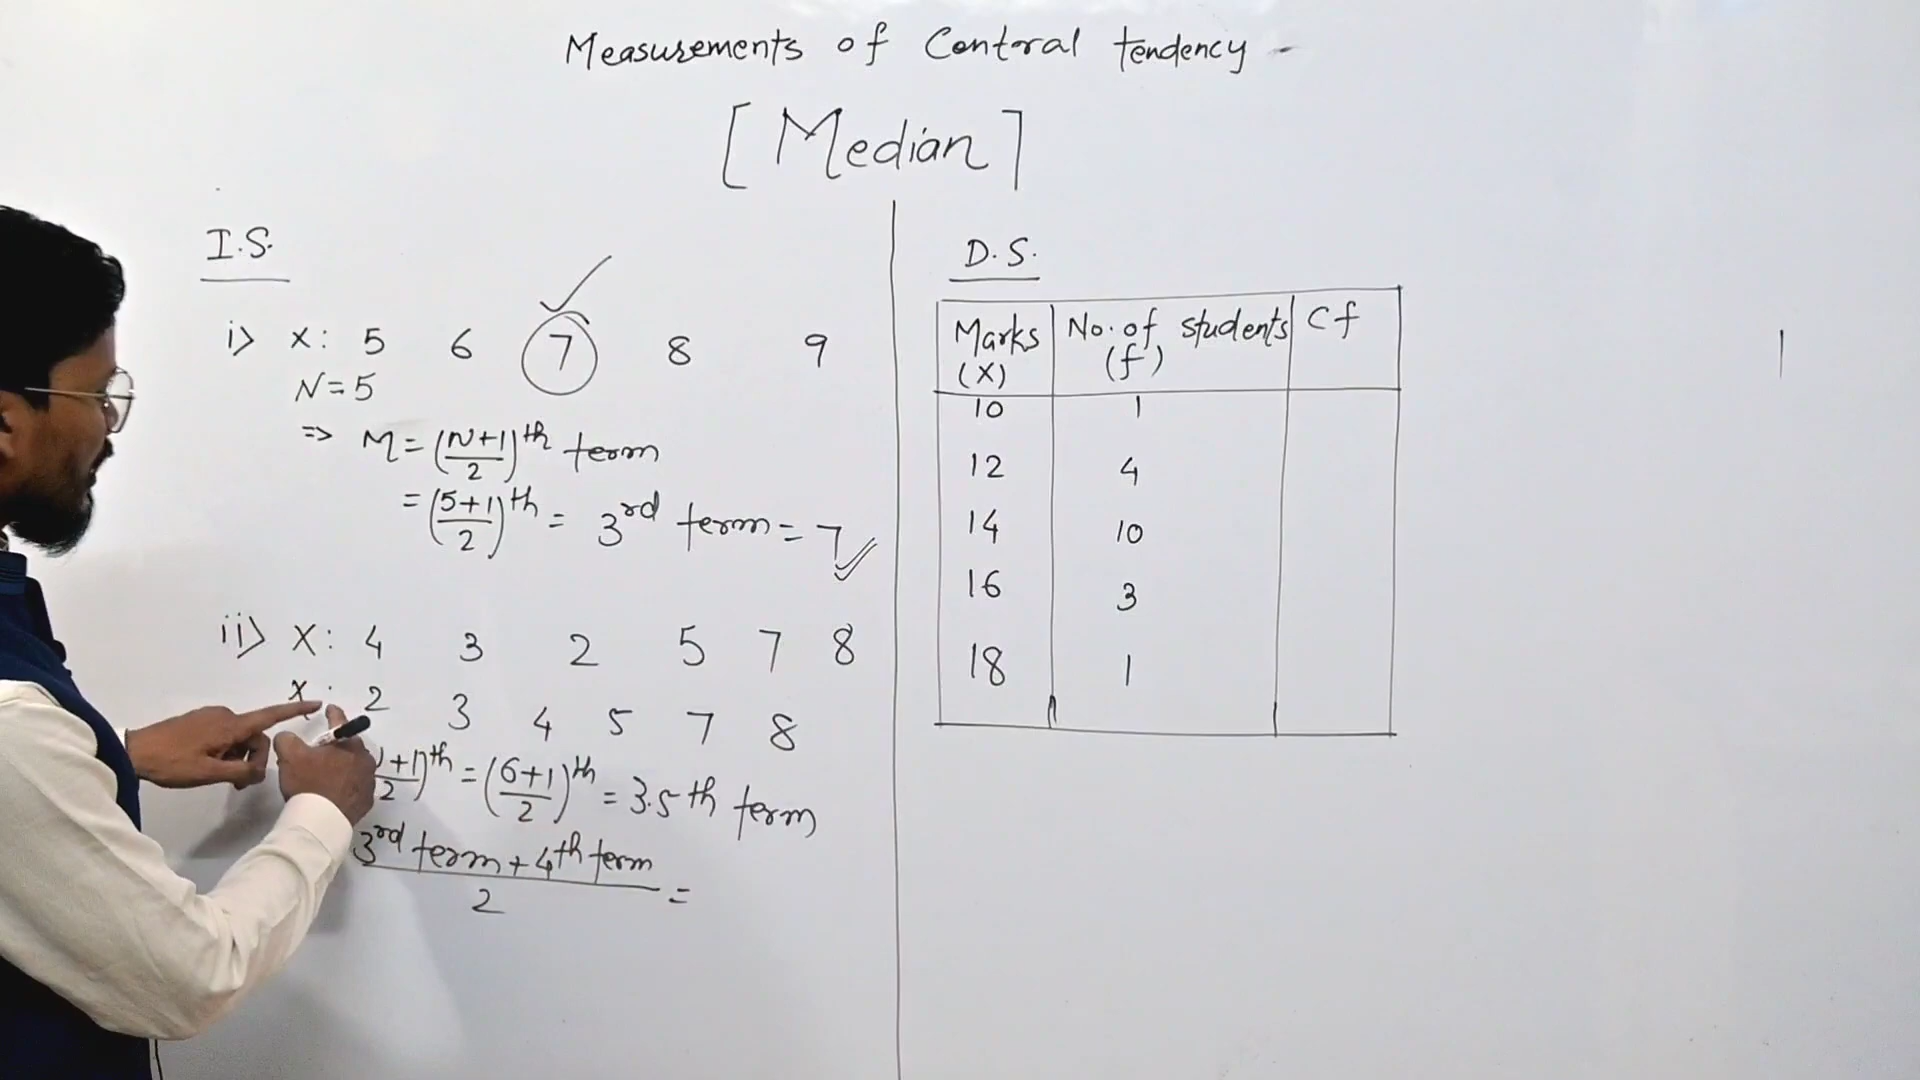 Measurements of Central tendency -
[Median]
I.S.
i) X: 5 6 7 8 9
N=5
=> M=(N+1/2)th term
=(5+1/2)th = 3rd term = 7
ii) X: 4 3 2 5 7 8
X: 2 3 4 5 7 8
+1/2)th = (6+1/2)th = 3.5th term
3rd term + 4th term
2 =
D.S.
Marks (X) No. of students (f) Cf
10 1
12 4
14 10
16 3
18 1